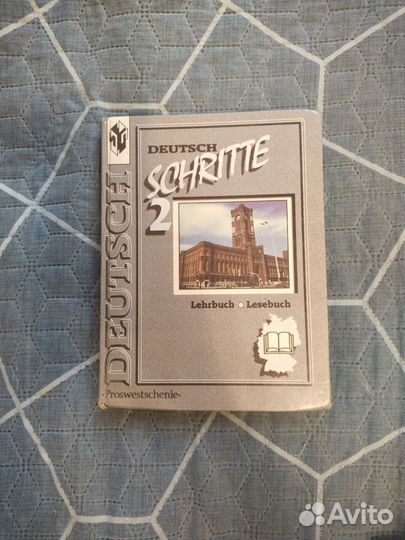 DEUTSCH
SCHRITTE
2
Lehrbuch Lesebuch
DEUTSCH
·Proswestschenie·
Avito